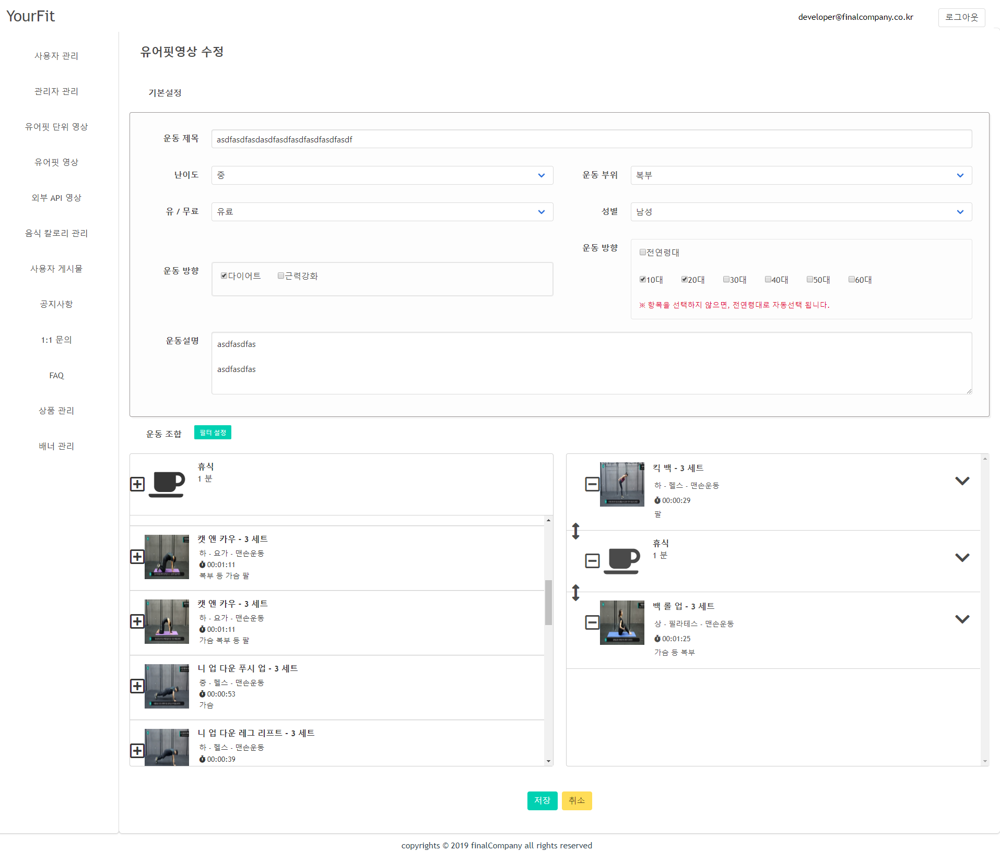 YourFit
developer@finalcompany.co.kr
로그아웃
사용자 관리
관리자 관리
유어핏 단위 영상
유어핏 영상
외부 API 영상
음식 칼로리 관리
사용자 게시물
공지사항
1:1 문의
FAQ
상품 관리
배너 관리
유어핏영상 수정
기본설정
운동 제목
asdfasdfasdasdfasdfasdfasdfasdfasdf
난이도
중
운동 부위
복부
유 / 무료
유료
성별
남성
운동 방향
다이어트
근력강화
운동 방향
전연령대
10대
20대
30대
40대
50대
60대
※ 항목을 선택하지 않으면, 전연령대로 자동선택 됩니다.
운동설명
asdfasdfas
asdfasdfas
운동 조합
필터 설정
휴식
1 분
캣 앤 카우 - 3 세트
하 - 요가 - 맨손운동
00:01:11
복부 등 가슴 팔
캣 앤 카우 - 3 세트
하 - 요가 - 맨손운동
00:01:11
가슴 복부 등 팔
니 업 다운 푸시 업 - 3 세트
중 - 헬스 - 맨손운동
00:00:53
가슴
니 업 다운 레그 리프트 - 3 세트
하 - 헬스 - 맨손운동
00:00:39
킥 백 - 3 세트
하 - 헬스 - 맨손운동
00:00:29
팔
휴식
1 분
백 롤 업 - 3 세트
상 - 필라테스 - 맨손운동
00:01:25
가슴 등 복부
저장
취소
copyrights © 2019 finalCompany all rights reserved